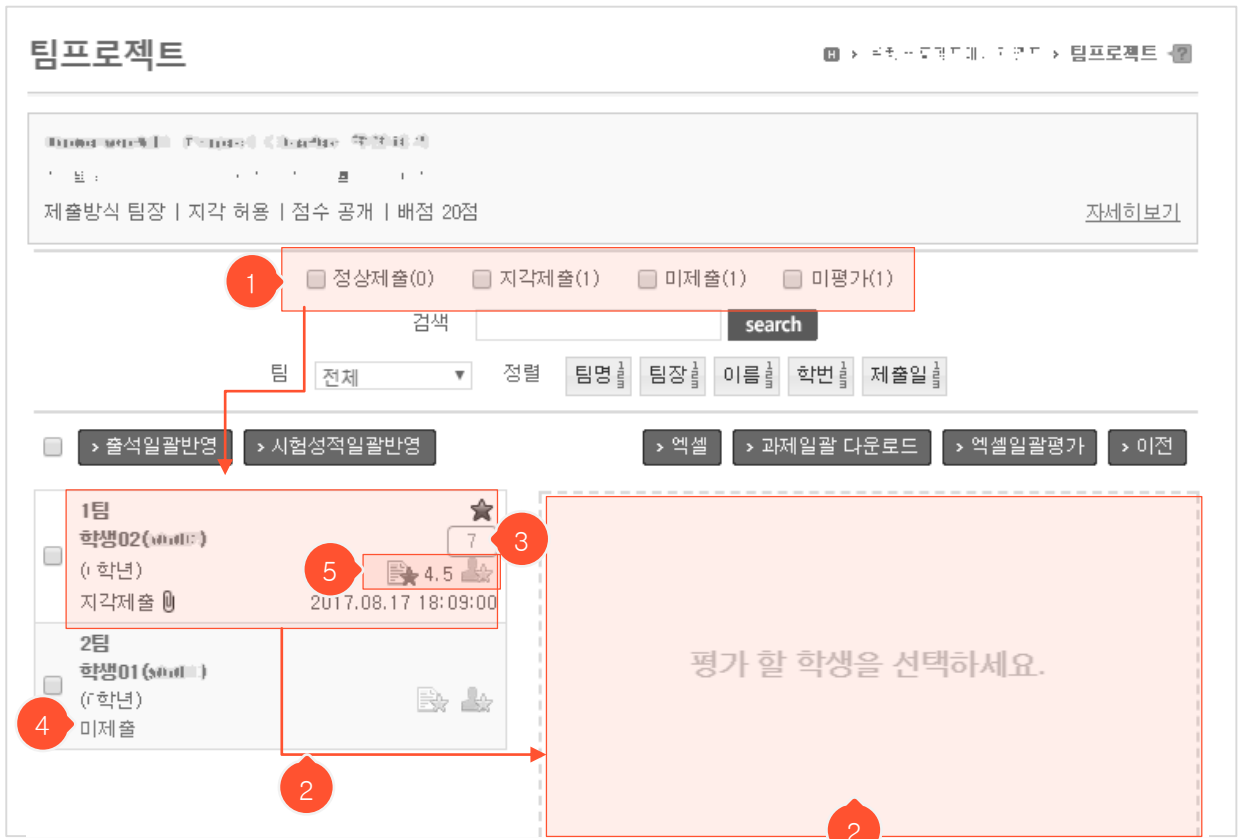 팀프로젝트
H > > 팀프로젝트 ?
제출방식 팀장 | 지각 허용 | 점수 공개 | 배점 20점 자세히보기
1 정상제출(0) 지각제출(1) 미제출(1) 미평가(1)
검색 search
팀 전체 정렬 팀명 팀장 이름 학번 제출일
> 출석일괄반영 > 시험성적일괄반영 > 엑셀 > 과제일괄 다운로드 > 엑셀일괄평가 > 이전
1팀
학생02( ) 7 3
( 학년) 5 4.5
지각제출 2017.08.17 18:09:00
2팀
학생01( ) 평가 할 학생을 선택하세요.
( 학년)
4 미제출
2
2